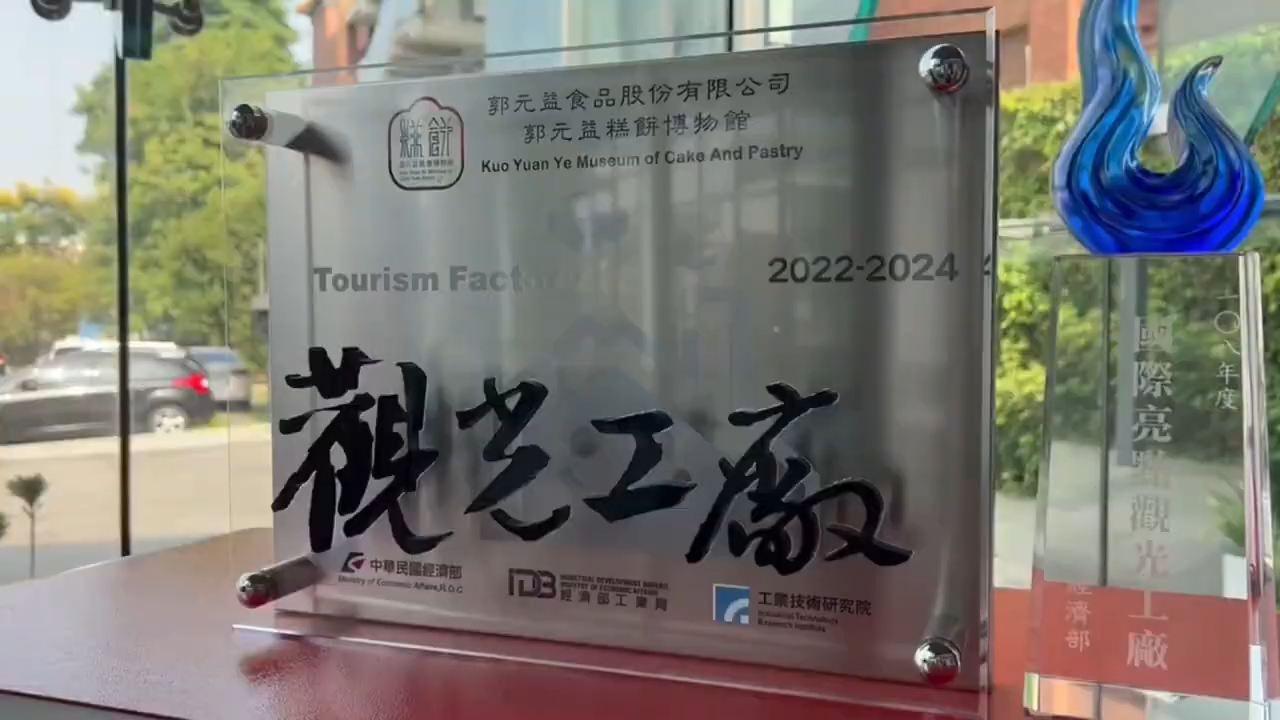 郭元益食品股份有限公司
郭元益糕餅博物館
Kuo Yuan Ye Museum of Cake And Pastry
糕餅
Tourism Factory
2022-2024
觀光工廠
中華民國經濟部
Ministry of Economic Affairs,R.O.C
IDB
INDUSTRIAL DEVELOPMENT BUREAU
MINISTRY OF ECONOMIC AFFAIRS
經濟部工業局
工業技術研究院
Industrial Technology
Research Institute
一〇八年度
國際亮點觀光工廠
經濟部